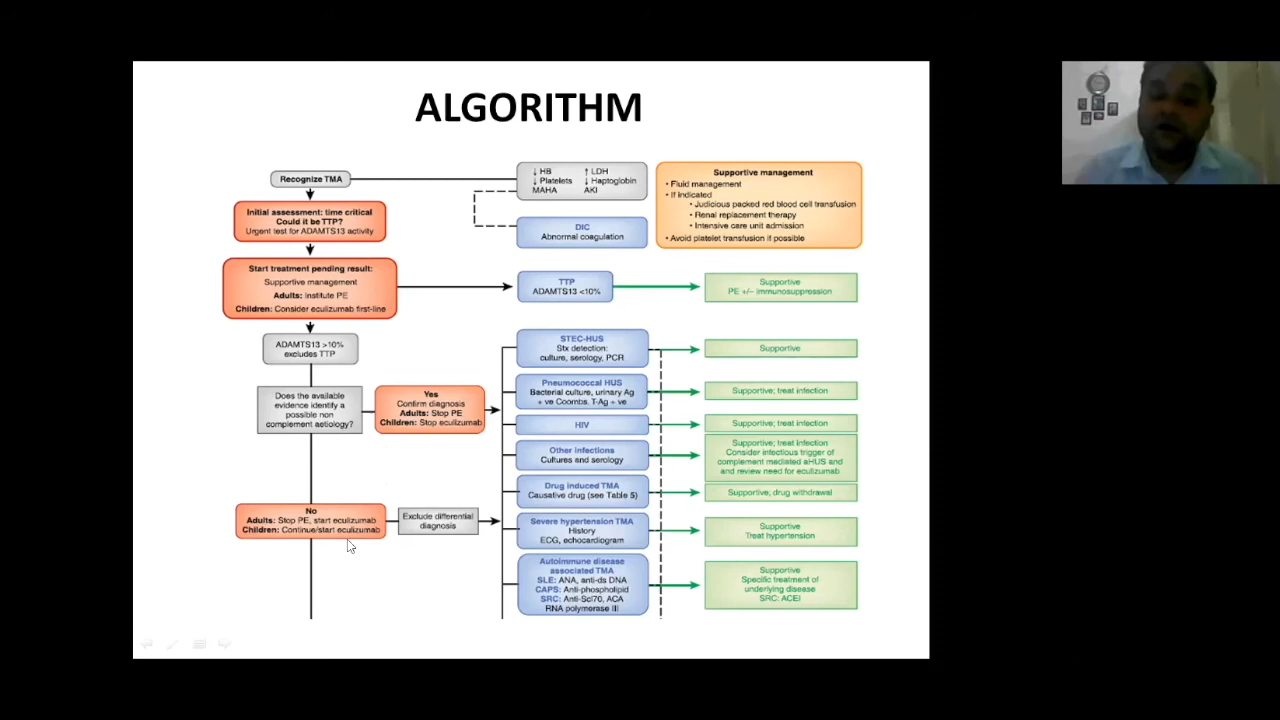 ALGORITHM
Recognize TMA
↓ HB ↑ LDH
↓ Platelets ↓ Haptoglobin
MAHA AKI
Supportive management
• Fluid management
• If indicated
• Judicious packed red blood cell transfusion
• Renal replacement therapy
• Intensive care unit admission
• Avoid platelet transfusion if possible
Initial assessment: time critical
Could it be TTP?
Urgent test for ADAMTS13 activity
DIC
Abnormal coagulation
Start treatment pending result:
Supportive management
Adults: Institute PE
Children: Consider eculizumab first-line
TTP
ADAMTS13 <10%
Supportive
PE +/− immunosuppression
ADAMTS13 >10%
excludes TTP
STEC-HUS
Stx detection:
culture, serology, PCR
Supportive
Does the available
evidence identify a
possible non
complement aetiology?
Yes
Confirm diagnosis
Adults: Stop PE
Children: Stop eculizumab
Pneumococcal HUS
Bacterial culture, urinary Ag
+ ve Coombs. T-Ag + ve
Supportive; treat infection
HIV
Supportive; treat infection
Other infections
Cultures and serology
Supportive; treat infection
Consider infectious trigger of
complement mediated aHUS and
and review need for eculizumab
Drug induced TMA
Causative drug (see Table 5)
Supportive; drug withdrawal
No
Adults: Stop PE, start eculizumab
Children: Continue/start eculizumab
Exclude differential
diagnosis
Severe hypertension TMA
History
ECG, echocardiogram
Supportive
Treat hypertension
Autoimmune disease
associated TMA
SLE: ANA, anti-ds DNA
CAPS: Anti-phospholipid
SRC: Anti-Scl70, ACA
RNA polymerase III
Supportive
Specific treatment of
underlying disease
SRC: ACEI